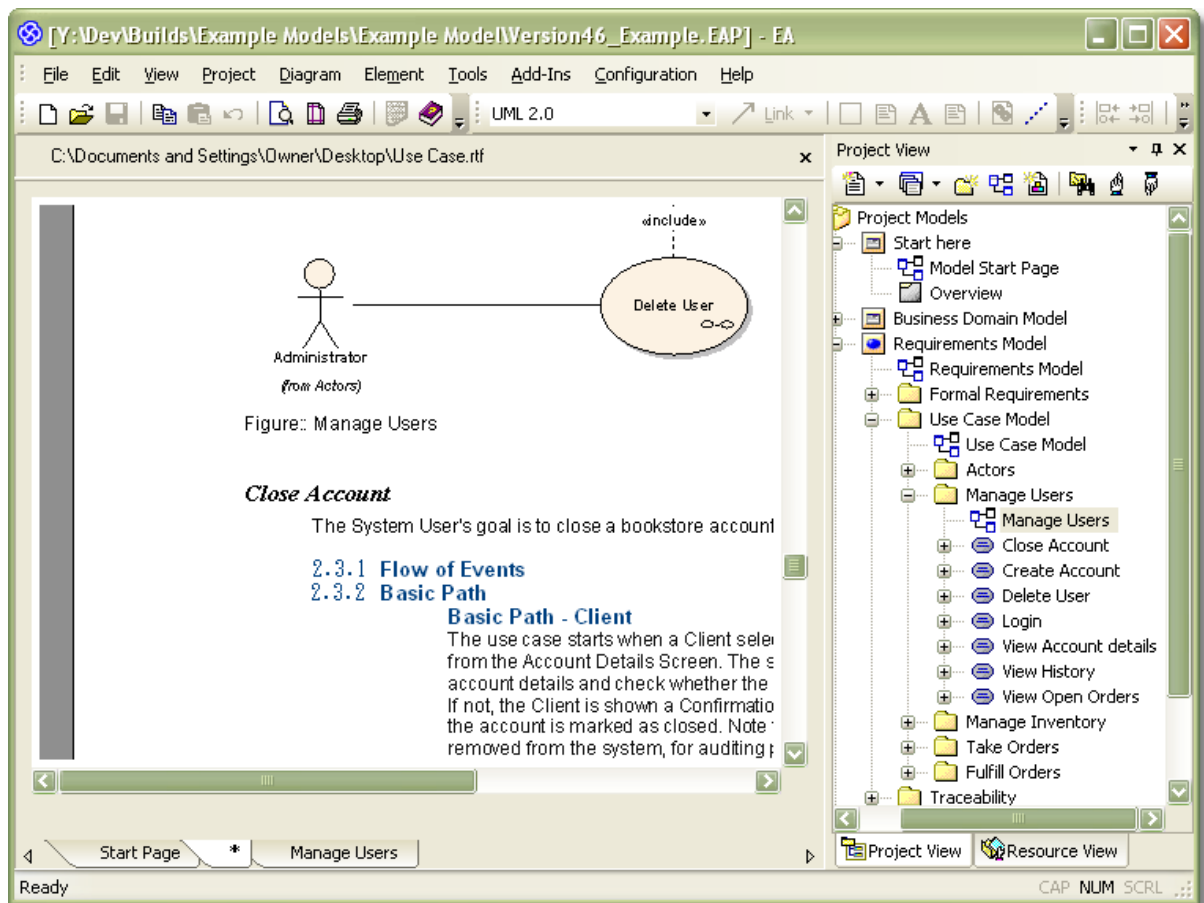 [Y:\Dev\Builds\Example Models\Example Model\Version46_Example.EAP] - EA
File Edit View Project Diagram Element Tools Add-Ins Configuration Help
UML 2.0 Link
C:\Documents and Settings\Owner\Desktop\Use Case.rtf
«include»
Delete User
Administrator
(from Actors)
Figure:: Manage Users
Close Account
The System User's goal is to close a bookstore account
2.3.1 Flow of Events
2.3.2 Basic Path
Basic Path - Client
The use case starts when a Client
from the Account Details Screen. The
account details and check whether the
If not, the Client is shown a
the account is marked as closed. Note
removed from the system, for auditing
Start Page * Manage Users
Project View
Project Models
Start here
Model Start Page
Overview
Business Domain Model
Requirements Model
Requirements Model
Formal Requirements
Use Case Model
Use Case Model
Actors
Manage Users
Manage Users
Close Account
Create Account
Delete User
Login
View Account details
View History
View Open Orders
Manage Inventory
Take Orders
Fulfill Orders
Traceability
Project View Resource View
Ready CAP NUM SCRL